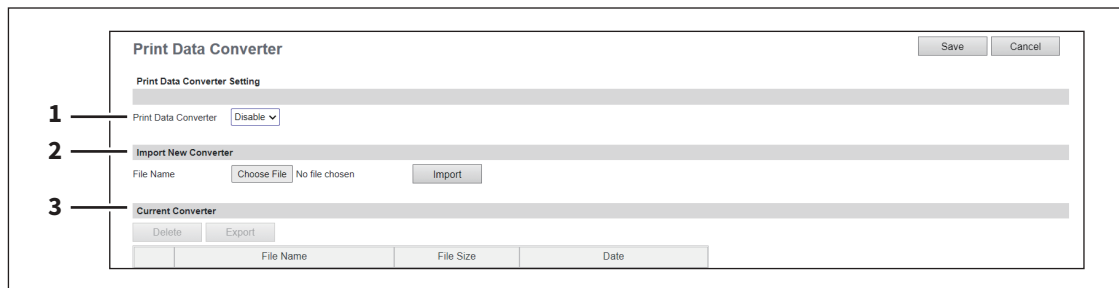 Print Data Converter Save Cancel
Print Data Converter Setting
1 Print Data Converter Disable
2 Import New Converter
File Name Choose File No file chosen Import
3 Current Converter
Delete Export
File Name File Size Date